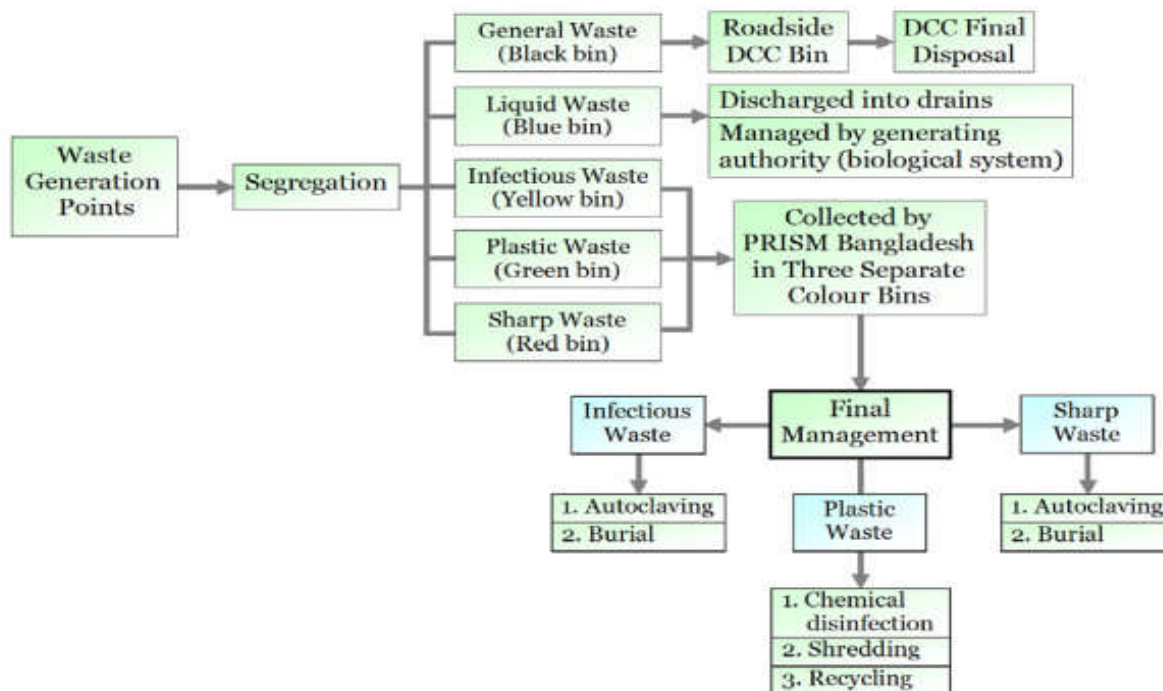 Waste
Generation
Points
Segregation
General Waste
(Black bin)
Roadside
DCC Bin
DCC Final
Disposal
Liquid Waste
(Blue bin)
Discharged into drains
Managed by generating
authority (biological system)
Infectious Waste
(Yellow bin)
Plastic Waste
(Green bin)
Sharp Waste
(Red bin)
Collected by
PRISM Bangladesh
in Three Separate
Colour Bins
Final
Management
Infectious
Waste
1. Autoclaving
2. Burial
Plastic
Waste
1. Chemical
disinfection
2. Shredding
3. Recycling
Sharp
Waste
1. Autoclaving
2. Burial